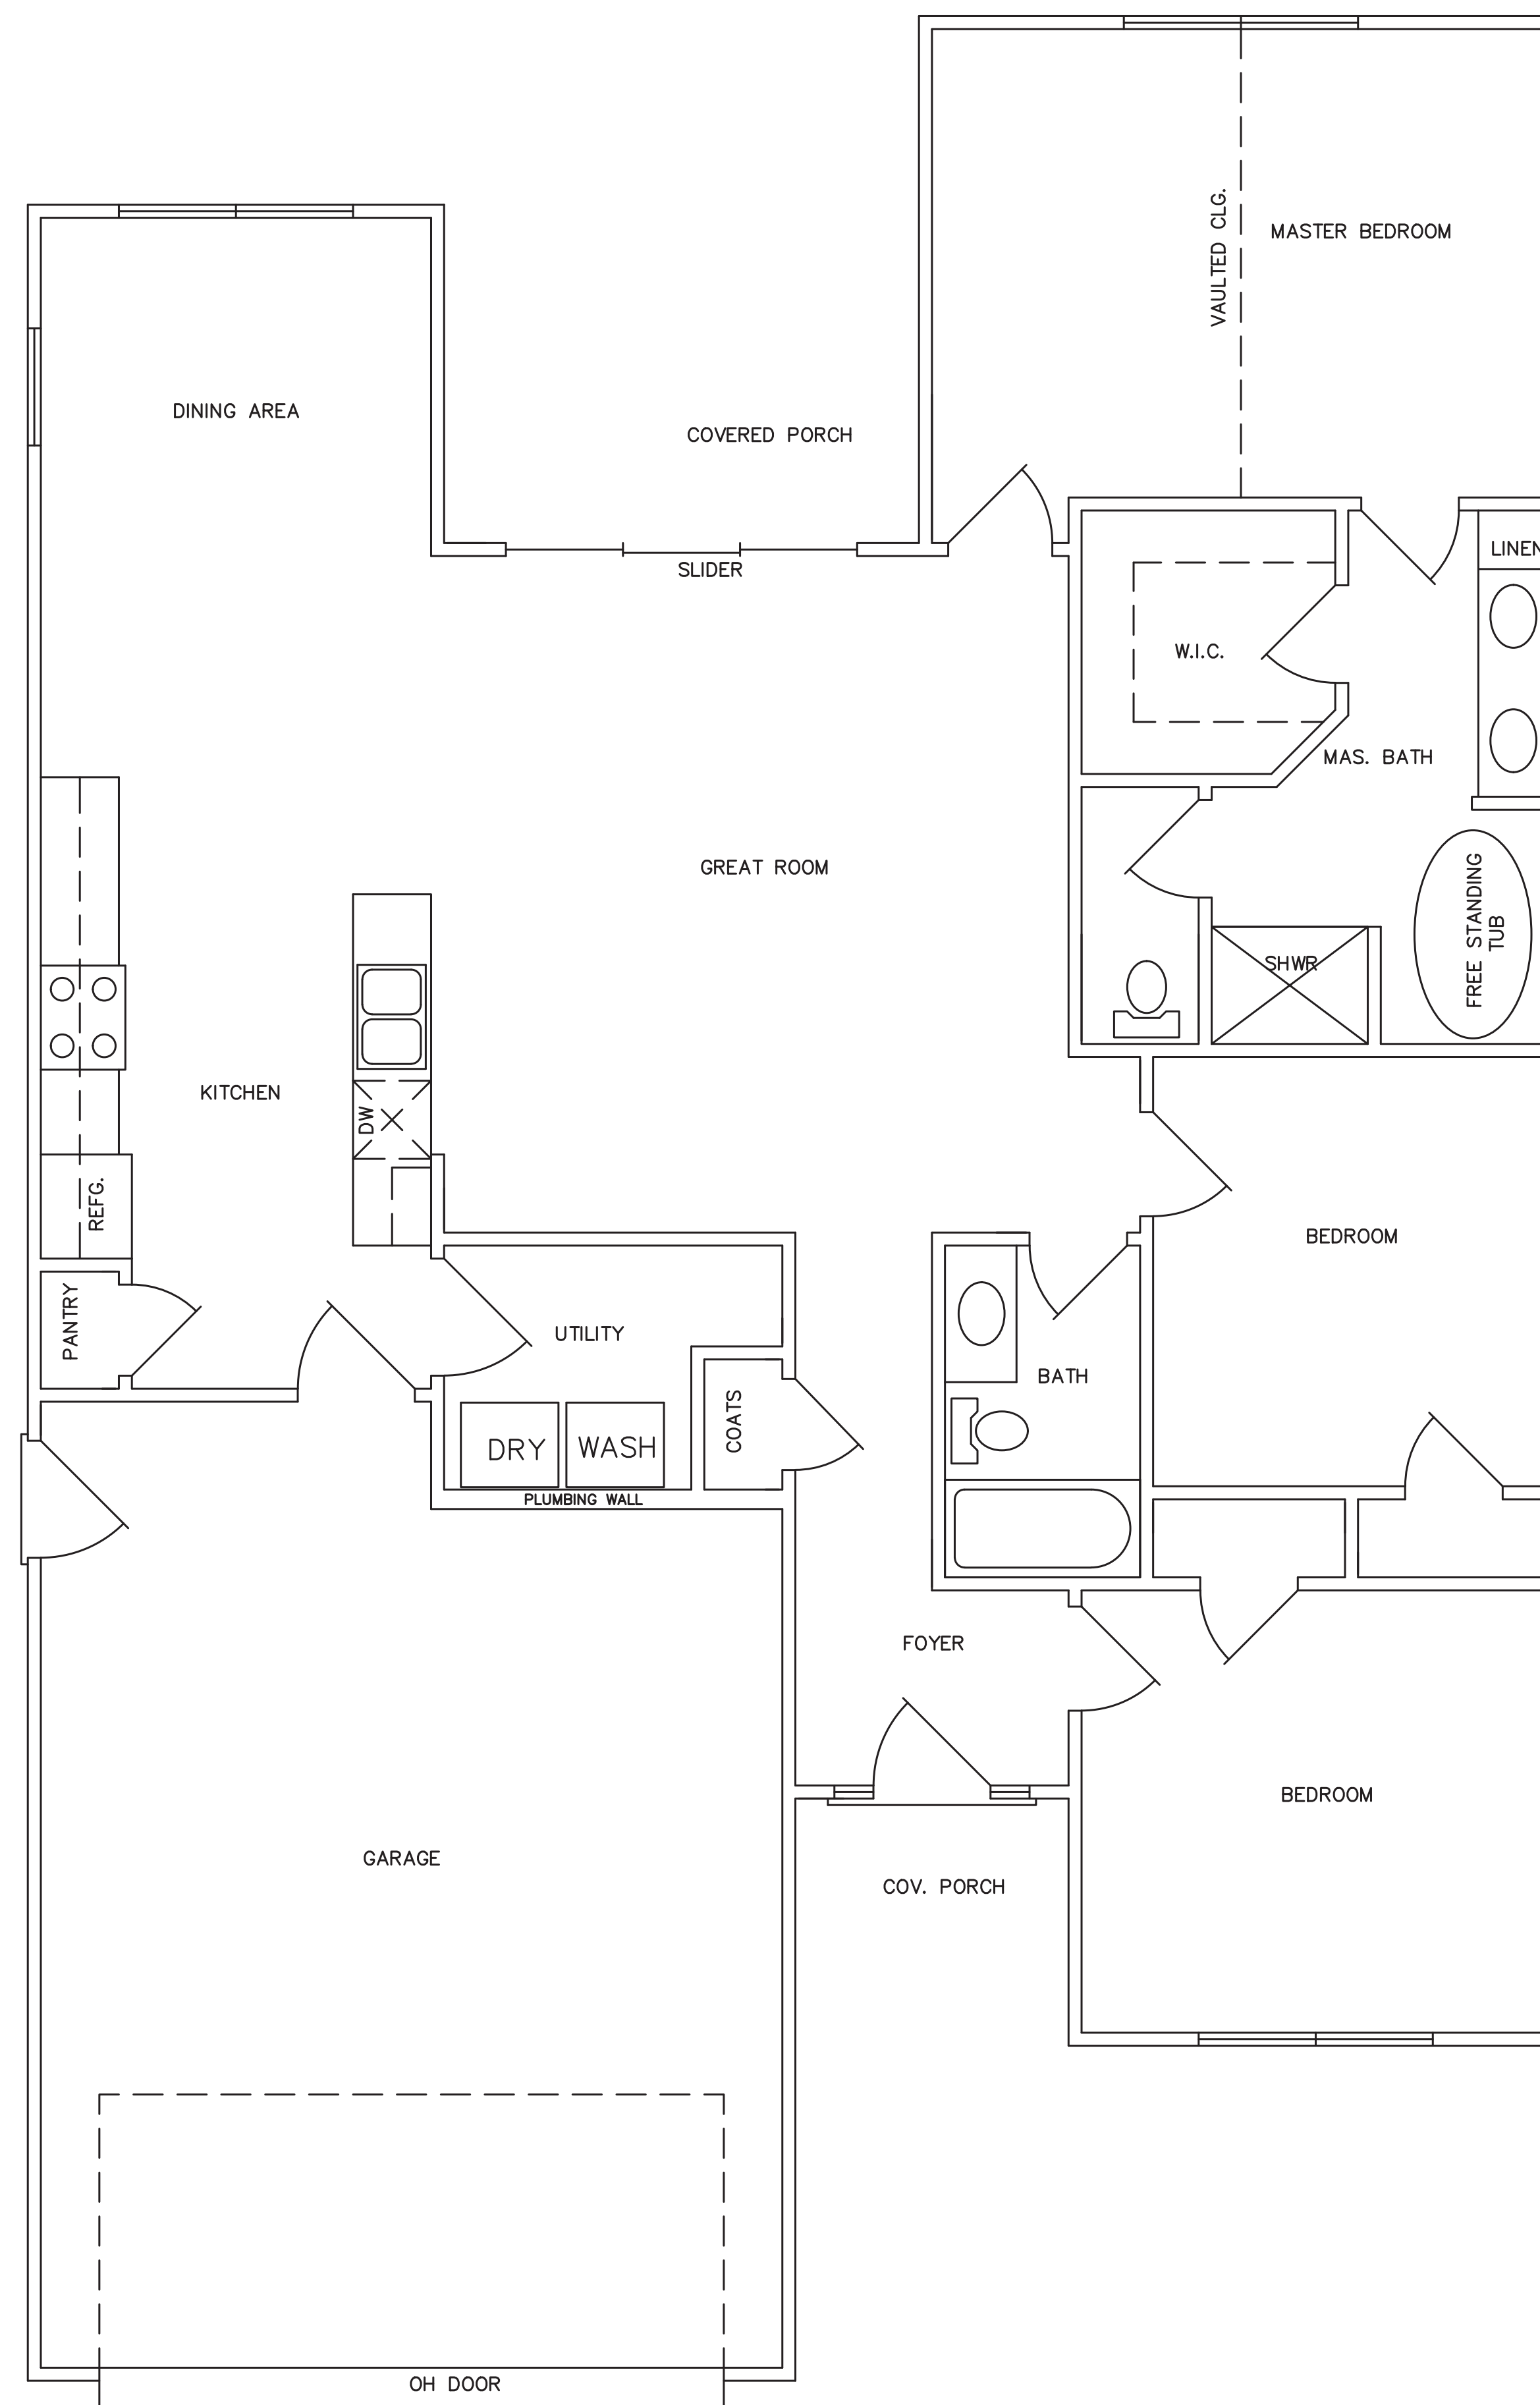 VAULTED CLG.
MASTER BEDROOM
DINING AREA
COVERED PORCH
SLIDER
LINEN
W.I.C.
MAS. BATH
GREAT ROOM
FREE STANDING
TUB
SHWR
KITCHEN
DW
REFG.
BEDROOM
PANTRY
UTILITY
BATH
COATS
DRY
WASH
PLUMBING WALL
FOYER
BEDROOM
GARAGE
COV. PORCH
OH DOOR